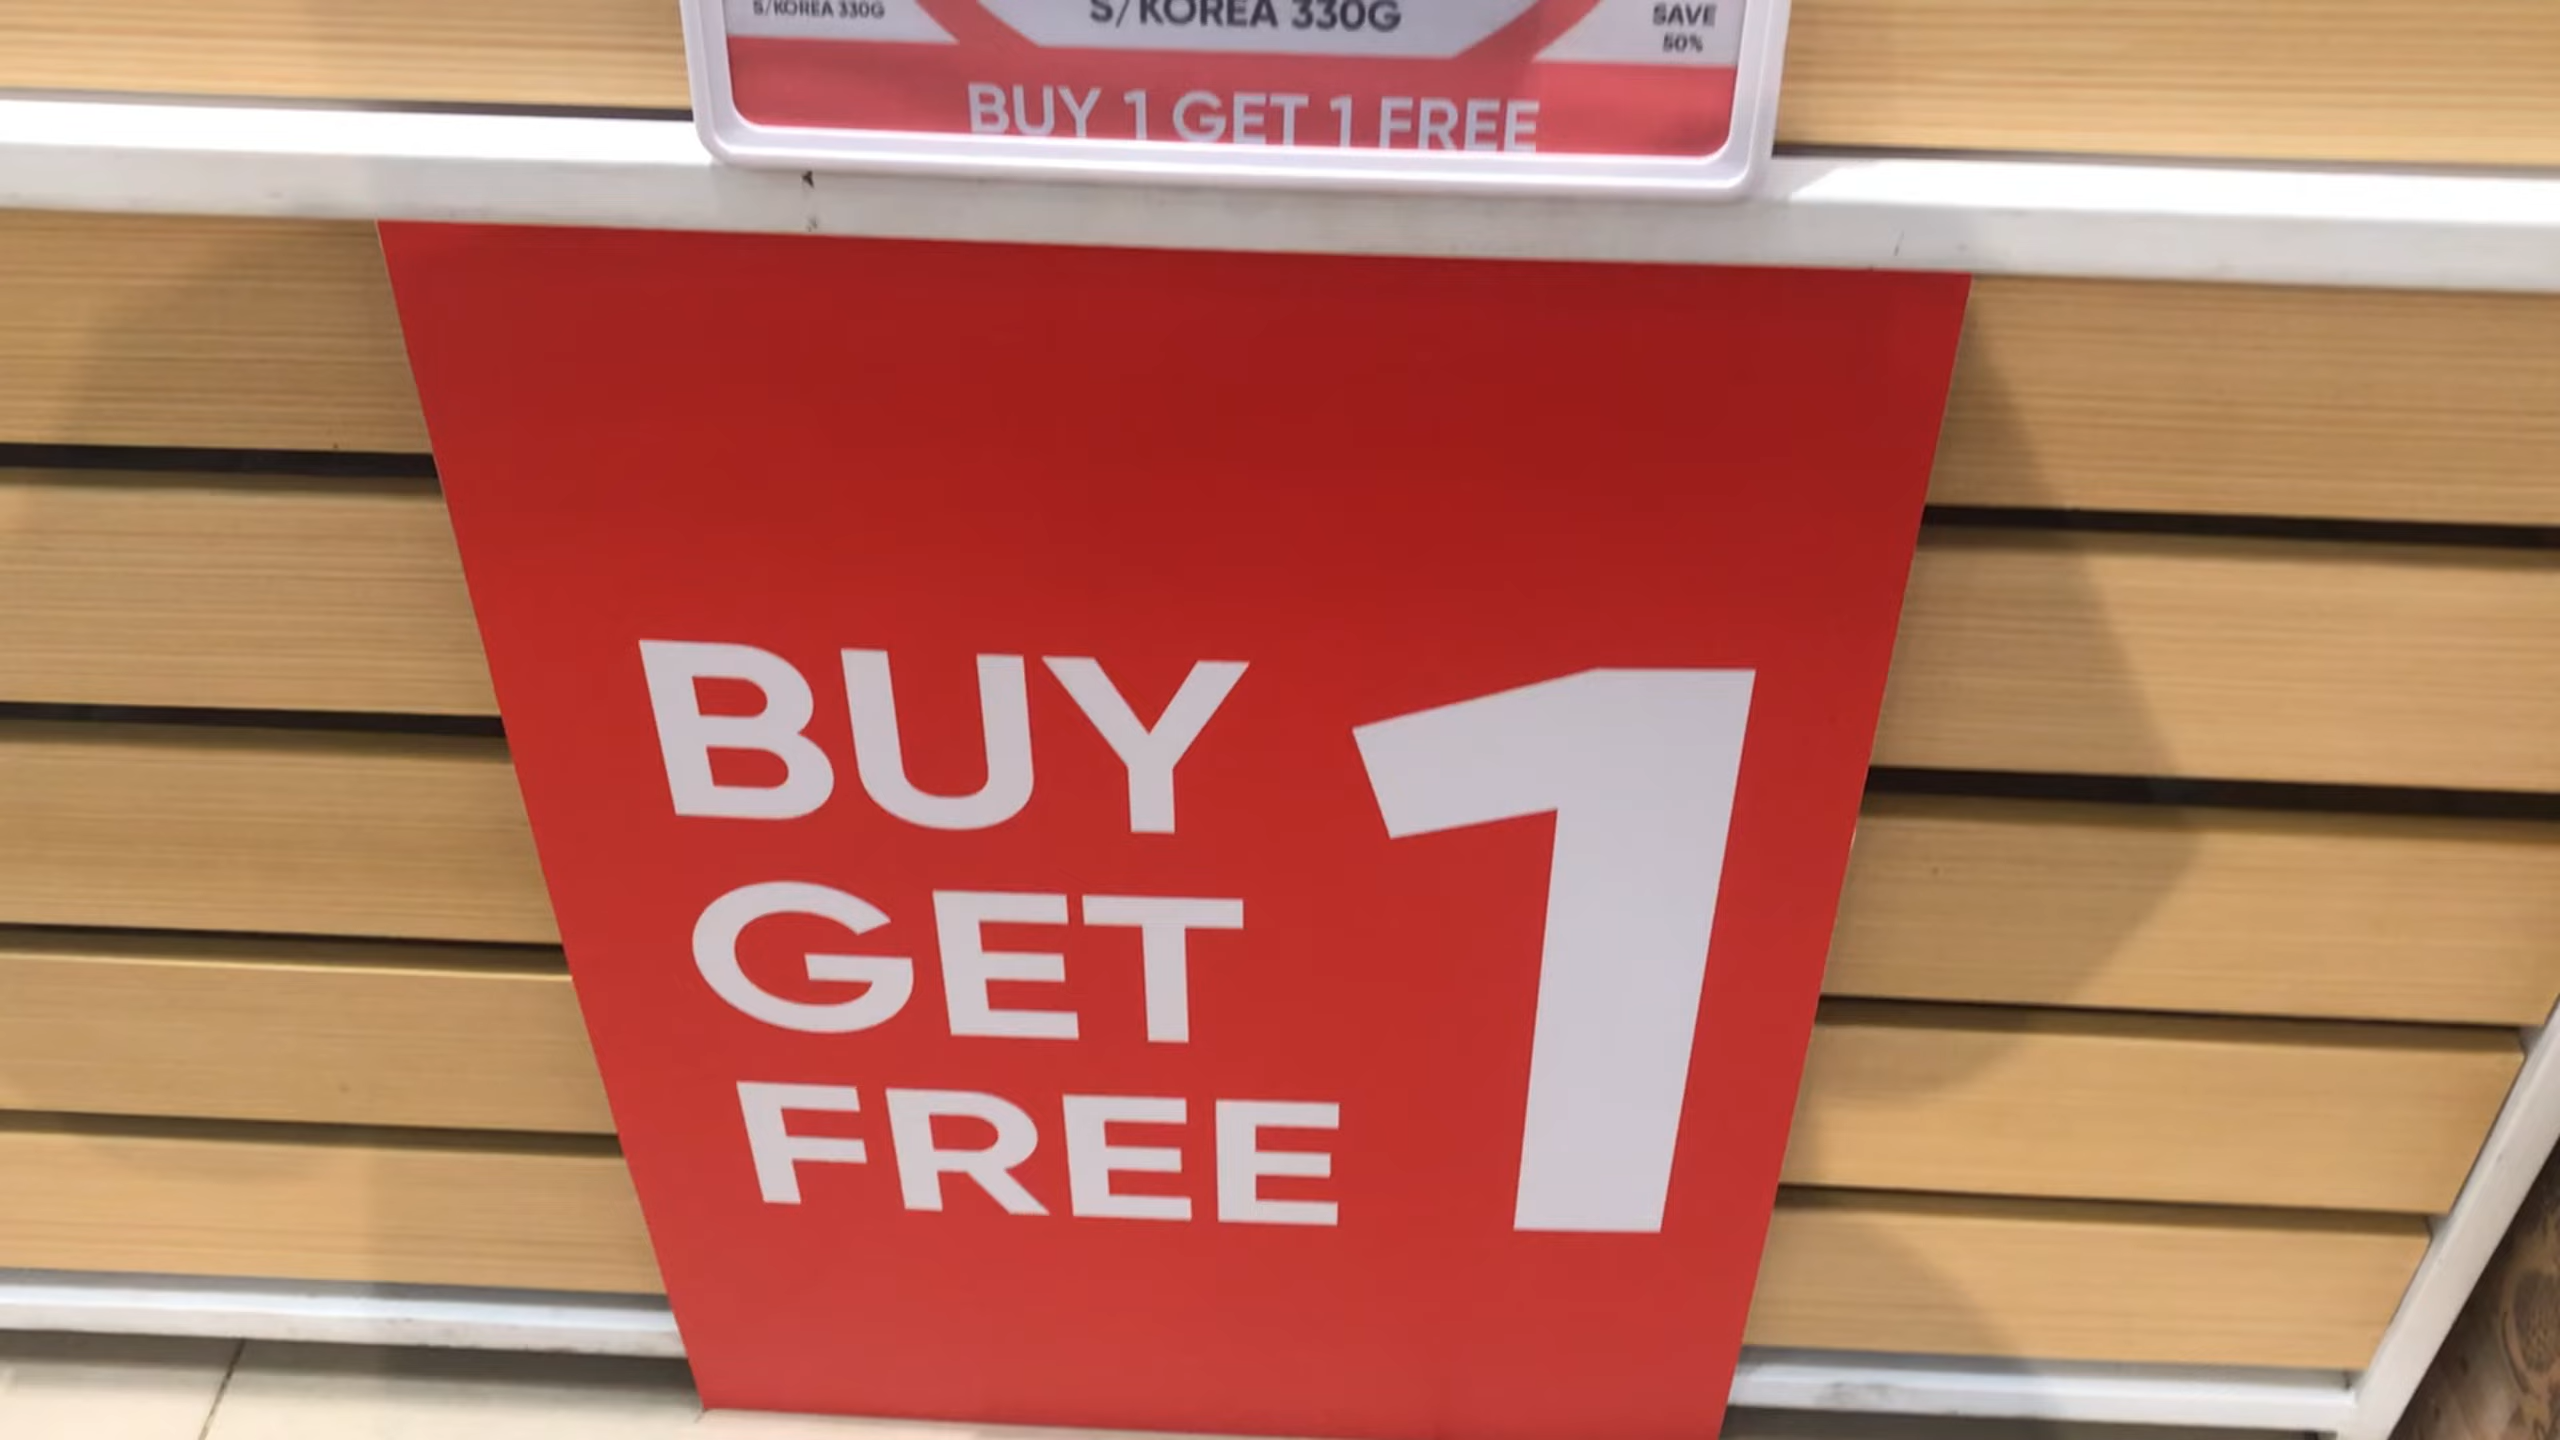 S/KOREA 330G
S/KOREA 330G
SAVE
50%
BUY 1 GET 1 FREE
BUY
GET
FREE
1